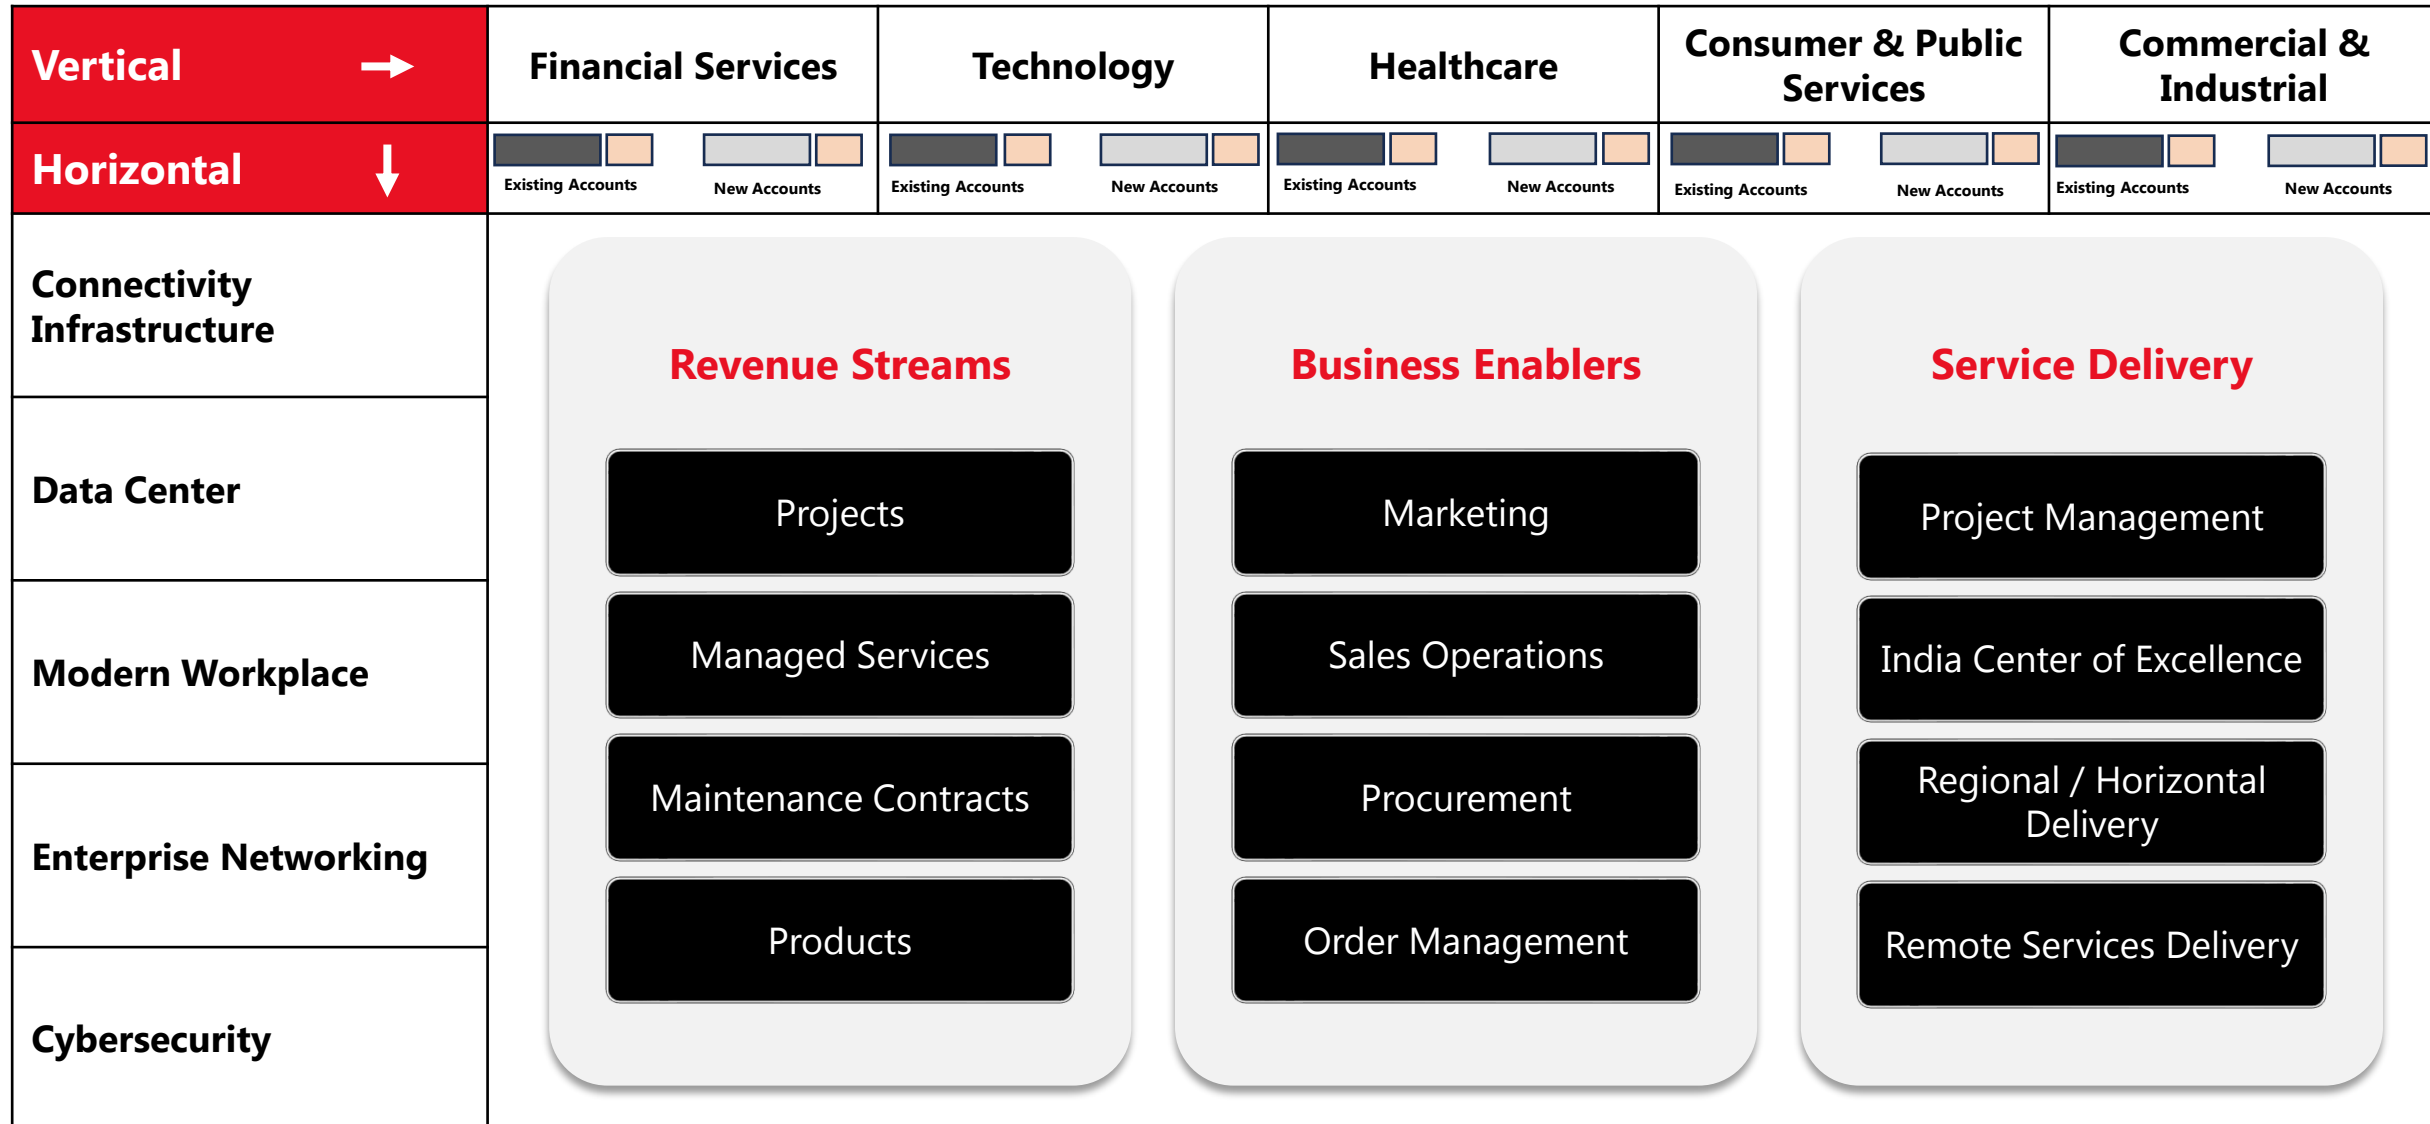 Vertical
Financial Services
Technology
Healthcare
Consumer & Public
Services
Commercial &
Industrial
Horizontal
Existing Accounts
New Accounts
Existing Accounts
New Accounts
Existing Accounts
New Accounts
Existing Accounts
New Accounts
Existing Accounts
New Accounts
Connectivity
Infrastructure
Data Center
Modern Workplace
Enterprise Networking
Cybersecurity
Revenue Streams
Projects
Managed Services
Maintenance Contracts
Products
Business Enablers
Marketing
Sales Operations
Procurement
Order Management
Service Delivery
Project Management
India Center of Excellence
Regional / Horizontal
Delivery
Remote Services Delivery